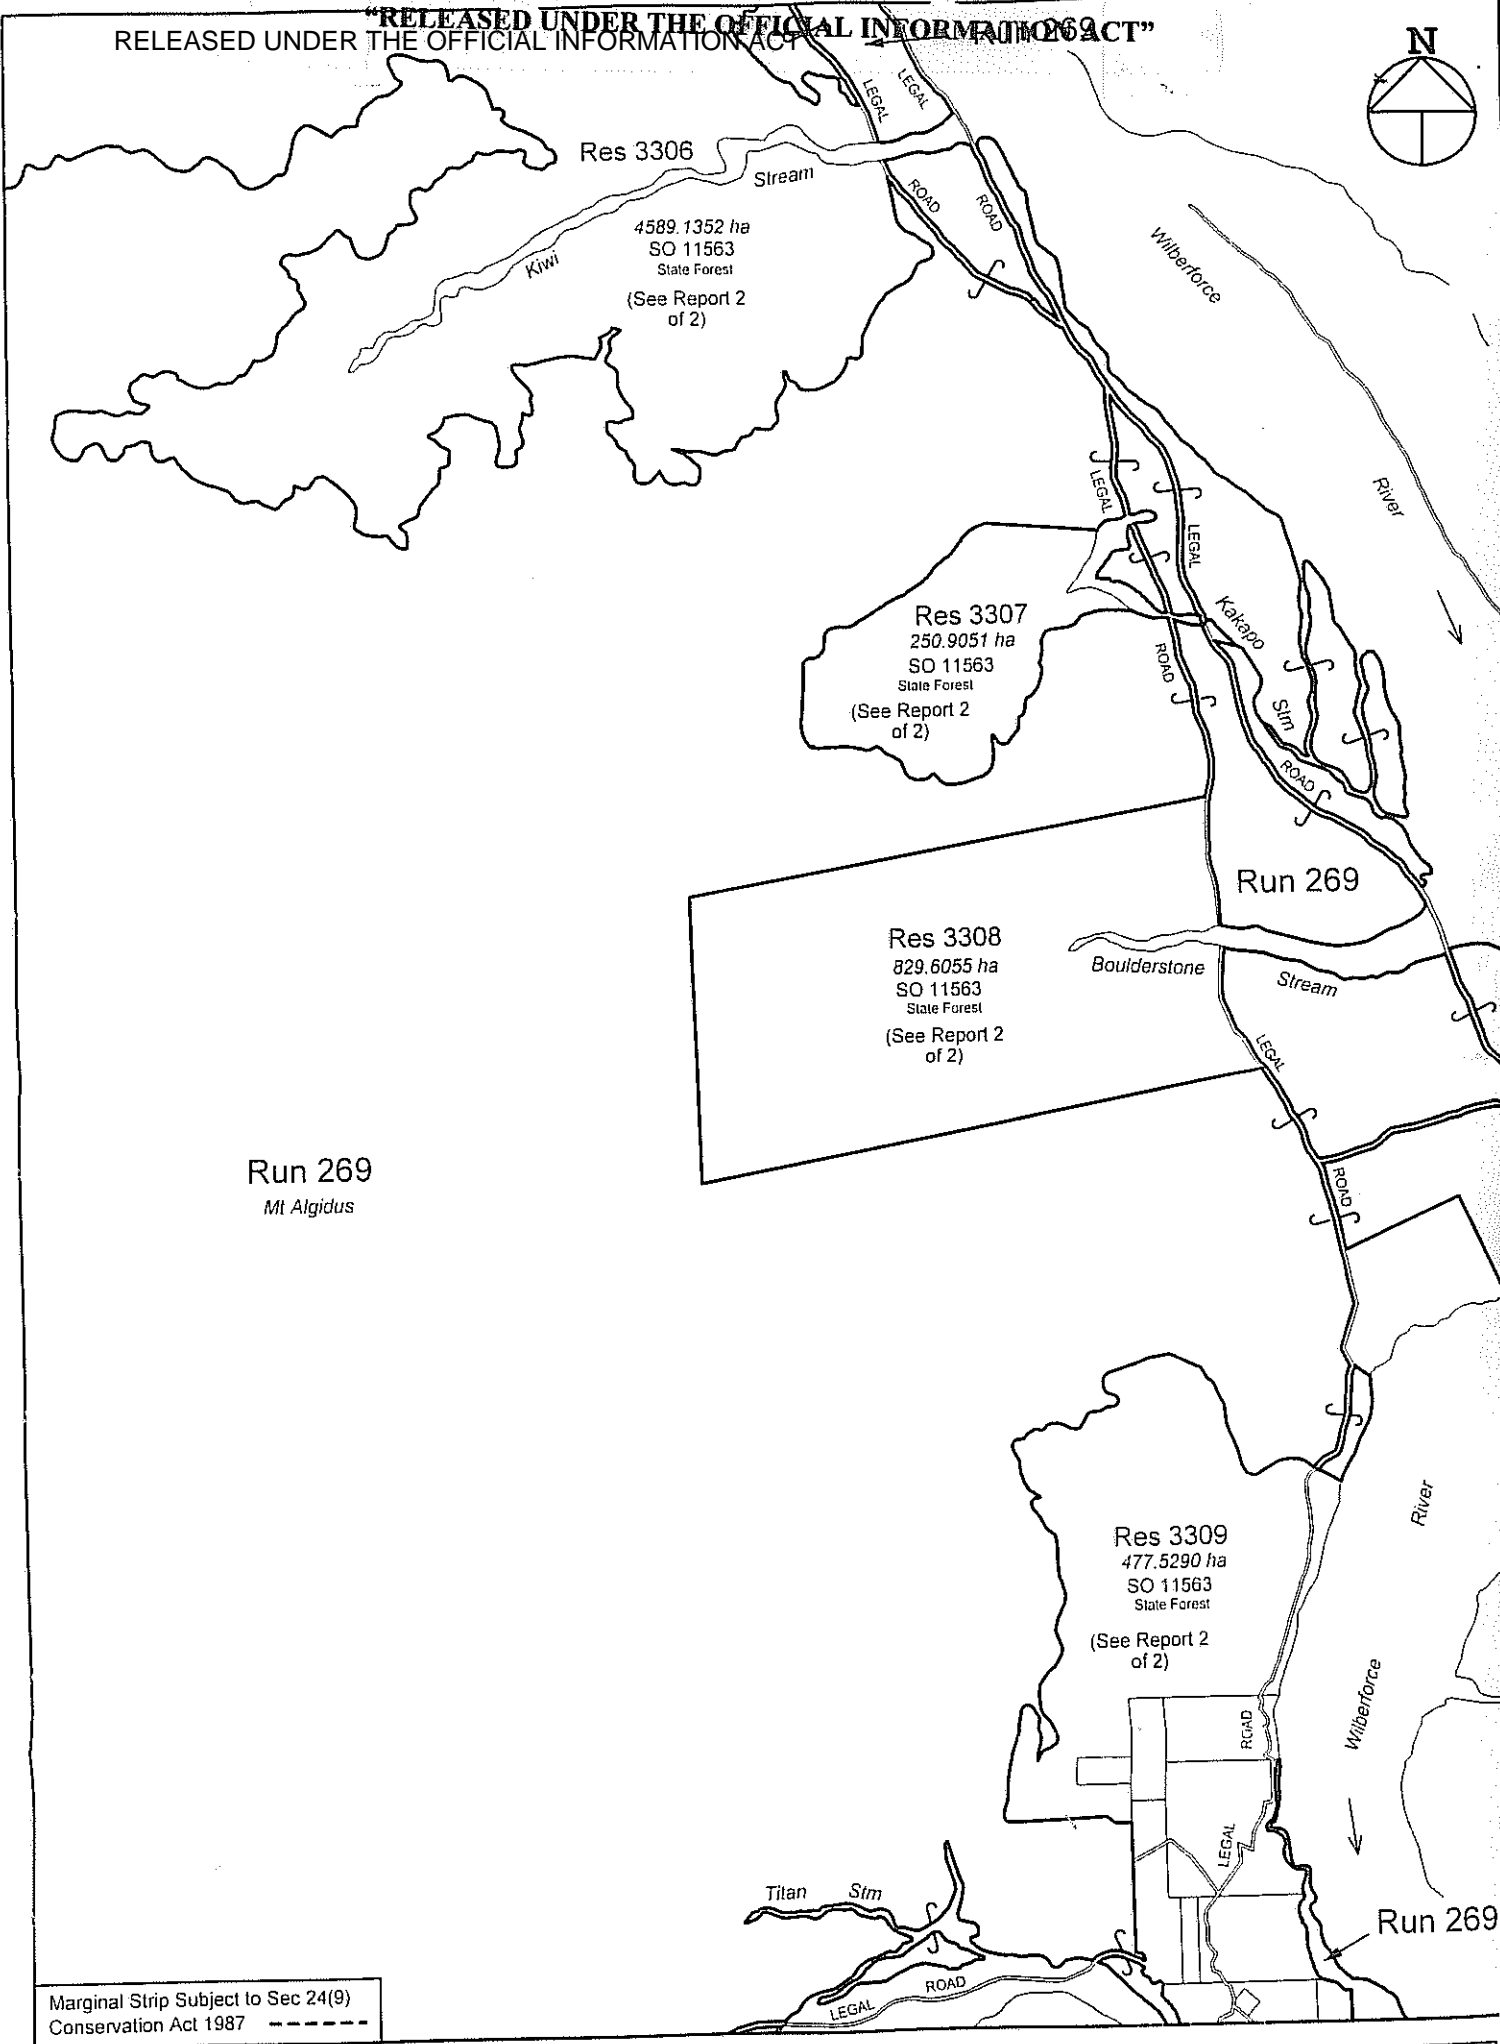 “RELEASED UNDER THE OFFICIAL INFORMATION ACT”
RELEASED UNDER THE OFFICIAL INFORMATION ACT
Run 269
N
LEGAL
LEGAL
Res 3306
Stream
ROAD
ROAD
4589.1352 ha
SO 11563
State Forest
(See Report 2
of 2)
Kiwi
Wilberforce
River
LEGAL
LEGAL
Res 3307
250.9051 ha
SO 11563
State Forest
(See Report 2
of 2)
Kakapo
Stm
ROAD
ROAD
Run 269
Res 3308
829.6055 ha
SO 11563
State Forest
(See Report 2
of 2)
Boulderstone
Stream
LEGAL
ROAD
Run 269
Mt Algidus
River
Res 3309
477.5290 ha
SO 11563
State Forest
(See Report 2
of 2)
Wilberforce
ROAD
LEGAL
Titan Stm
Run 269
LEGAL ROAD
Marginal Strip Subject to Sec 24(9)
Conservation Act 1987